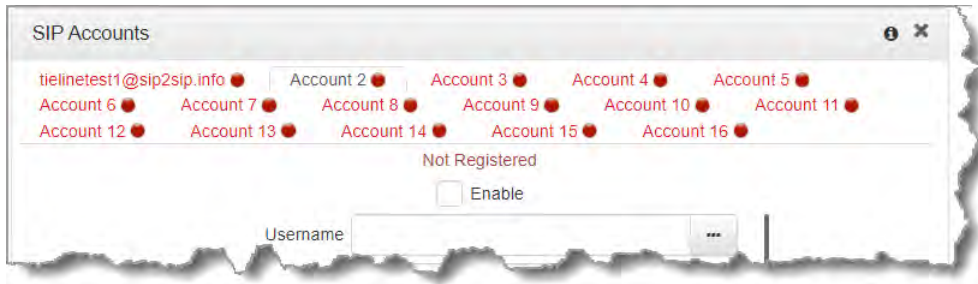 SIP Accounts
tielinetest1@sip2sip.info Account 2 Account 3 Account 4 Account 5
Account 6 Account 7 Account 8 Account 9 Account 10 Account 11
Account 12 Account 13 Account 14 Account 15 Account 16
Not Registered
Enable
Username ...